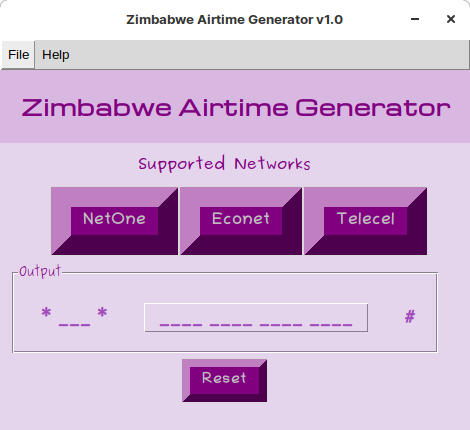 Zimbabwe Airtime Generator v1.0
File Help
Zimbabwe Airtime Generator
Supported Networks
NetOne Econet Telecel
Output
* ___ * ____ ____ ____ ____ #
Reset